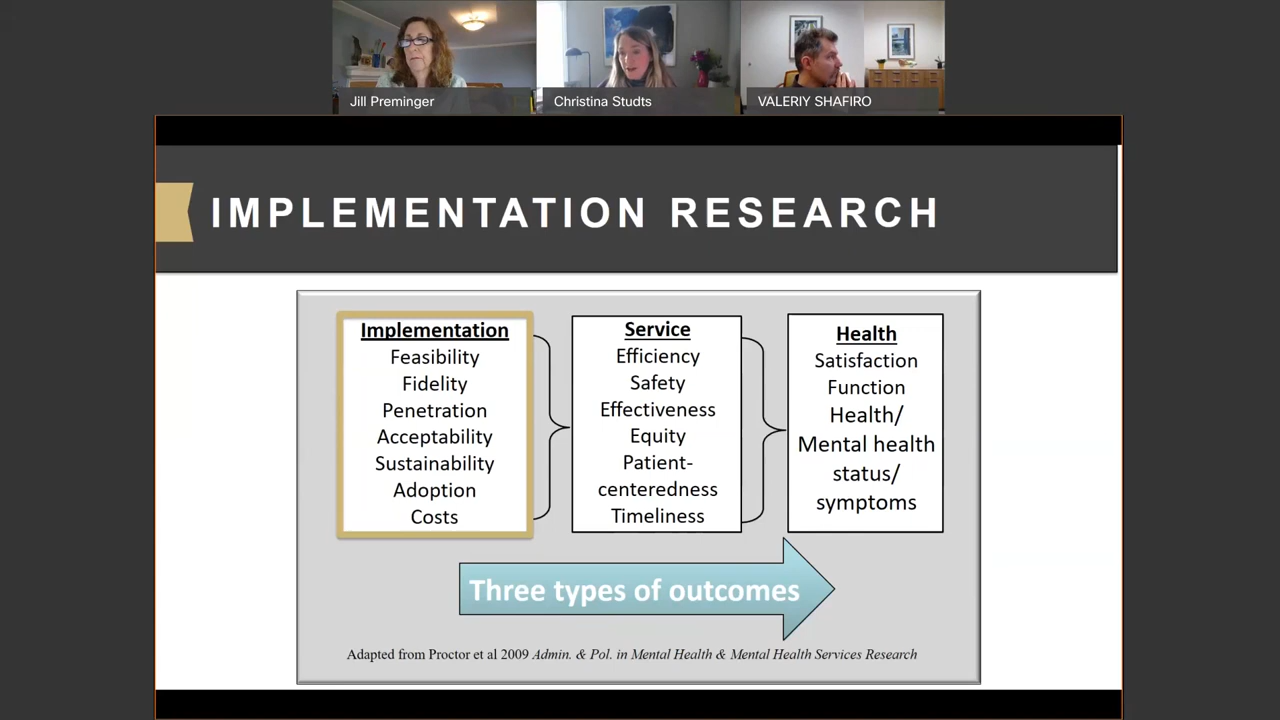 Jill Preminger
Christina Studts
VALERIY SHAFIRO
IMPLEMENTATION RESEARCH
Implementation
Feasibility
Fidelity
Penetration
Acceptability
Sustainability
Adoption
Costs
Service
Efficiency
Safety
Effectiveness
Equity
Patient-
centeredness
Timeliness
Health
Satisfaction
Function
Health/
Mental health
status/
symptoms
Three types of outcomes
Adapted from Proctor et al 2009 Admin. & Pol. in Mental Health & Mental Health Services Research